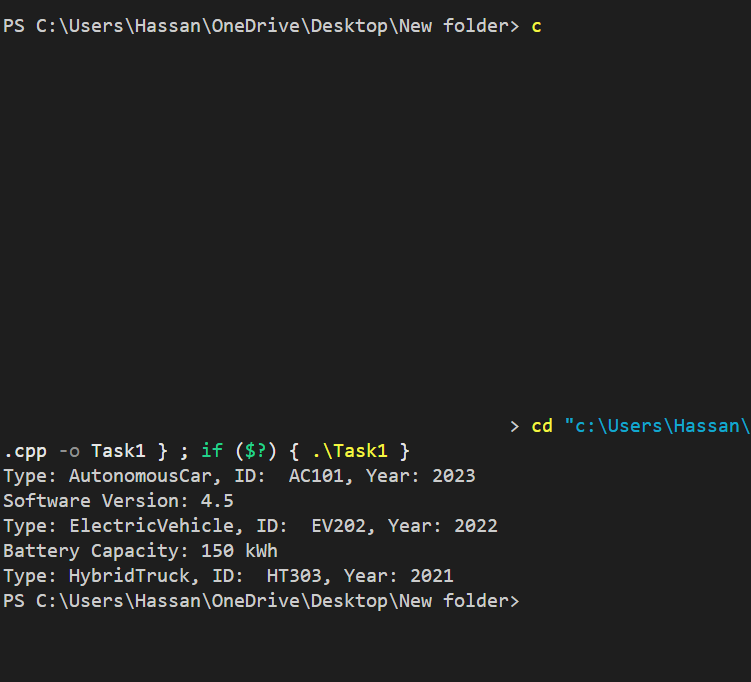 PS C:\Users\Hassan\OneDrive\Desktop\New folder> c
> cd "c:\Users\Hassan\
.cpp -o Task1 } ; if ($?) { .\Task1 }
Type: AutonomousCar, ID:  AC101, Year: 2023
Software Version: 4.5
Type: ElectricVehicle, ID:  EV202, Year: 2022
Battery Capacity: 150 kWh
Type: HybridTruck, ID:  HT303, Year: 2021
PS C:\Users\Hassan\OneDrive\Desktop\New folder>